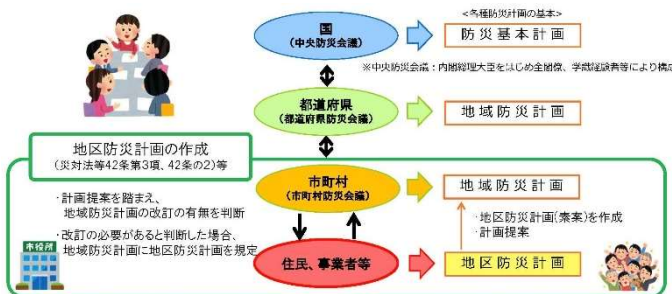 <各種防災計画の基本>
国
(中央防災会議)
防災基本計画
※中央防災会議：内閣総理大臣をはじめ全閣僚、学識経験者等により構成
都道府県
(都道府県防災会議)
地域防災計画
地区防災計画の作成
(災対法等42条第3項、42条の2)等
・計画提案を踏まえ、
地域防災計画の改訂の有無を判断
・改訂の必要があると判断した場合、
地域防災計画に地区防災計画を規定
市町村
(市町村防災会議)
地域防災計画
・地区防災計画(素案)を作成
・計画提案
市役所
住民、事業者等
地区防災計画